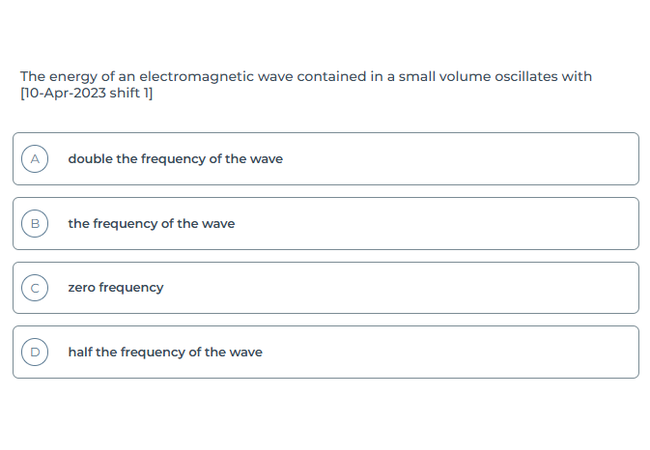 The energy of an electromagnetic wave contained in a small volume oscillates with
[10-Apr-2023 shift 1]
A double the frequency of the wave
B the frequency of the wave
C zero frequency
D half the frequency of the wave